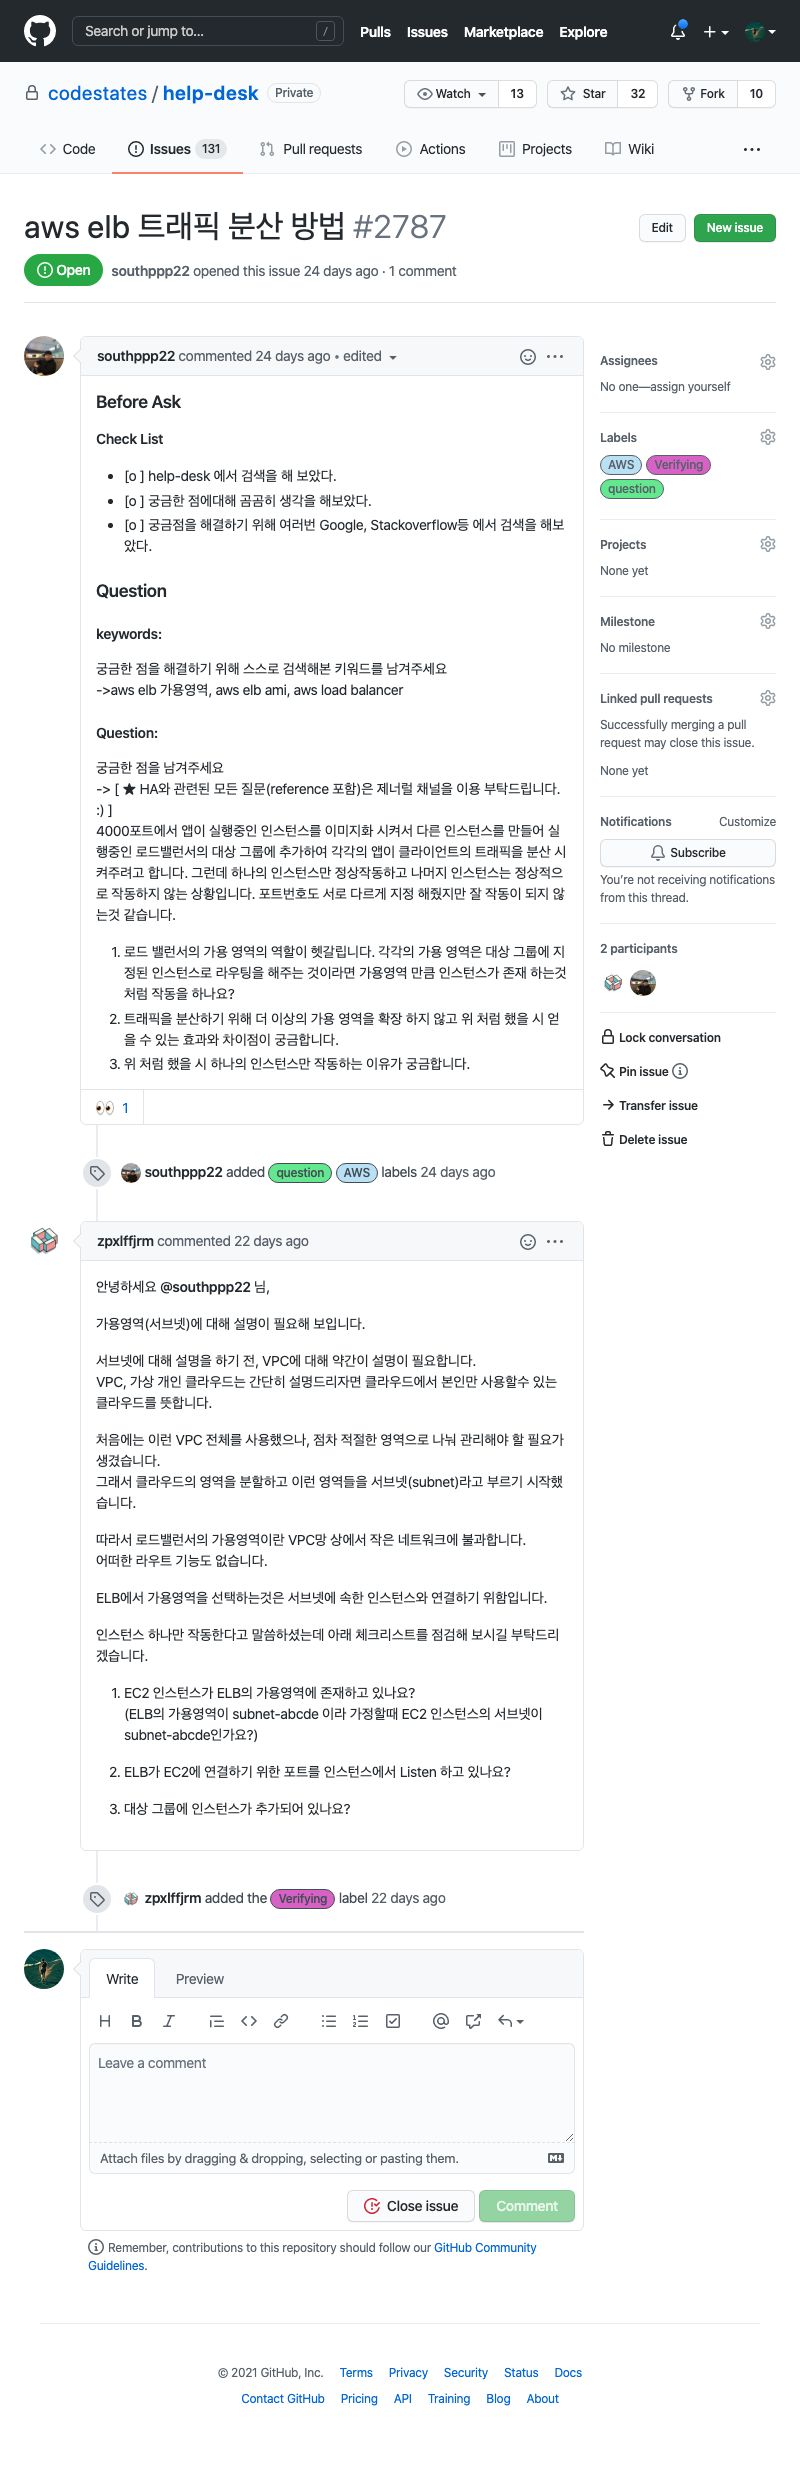 Search or jump to... /
Pulls Issues Marketplace Explore
codestates / help-desk Private
Watch 13 Star 32 Fork 10
Code Issues 131 Pull requests Actions Projects Wiki
aws elb 트래픽 분산 방법 #2787
Edit New issue
Open southppp22 opened this issue 24 days ago · 1 comment
southppp22 commented 24 days ago • edited
Before Ask
Check List
• [o ] help-desk 에서 검색을 해 보았다.
• [o ] 궁금한 점에대해 곰곰히 생각을 해보았다.
• [o ] 궁금점을 해결하기 위해 여러번 Google, Stackoverflow등 에서 검색을 해보
았다.
Question
keywords:
궁금한 점을 해결하기 위해 스스로 검색해본 키워드를 남겨주세요
->aws elb 가용영역, aws elb ami, aws load balancer
Question:
궁금한 점을 남겨주세요
-> [ ★ HA와 관련된 모든 질문(reference 포함)은 제너럴 채널을 이용 부탁드립니다.
:) ]
4000포트에서 앱이 실행중인 인스턴스를 이미지화 시켜서 다른 인스턴스를 만들어 실
행중인 로드밸런서의 대상 그룹에 추가하여 각각의 앱이 클라이언트의 트래픽을 분산 시
켜주려고 합니다. 그런데 하나의 인스턴스만 정상작동하고 나머지 인스턴스는 정상적으
로 작동하지 않는 상황입니다. 포트번호도 서로 다르게 지정 해줬지만 잘 작동이 되지 않
는것 같습니다.
1. 로드 밸런서의 가용 영역의 역할이 헷갈립니다. 각각의 가용 영역은 대상 그룹에 지
정된 인스턴스로 라우팅을 해주는 것이라면 가용영역 만큼 인스턴스가 존재 하는것
처럼 작동을 하나요?
2. 트래픽을 분산하기 위해 더 이상의 가용 영역을 확장 하지 않고 위 처럼 했을 시 얻
을 수 있는 효과와 차이점이 궁금합니다.
3. 위 처럼 했을 시 하나의 인스턴스만 작동하는 이유가 궁금합니다.
👀 1
Assignees
No one—assign yourself
Labels
AWS Verifying
question
Projects
None yet
Milestone
No milestone
Linked pull requests
Successfully merging a pull
request may close this issue.
None yet
Notifications Customize
Subscribe
You're not receiving notifications
from this thread.
2 participants
Lock conversation
Pin issue
Transfer issue
Delete issue
southppp22 added question AWS labels 24 days ago
zpxlffjrm commented 22 days ago
안녕하세요 @southppp22 님,
가용영역(서브넷)에 대해 설명이 필요해 보입니다.
서브넷에 대해 설명을 하기 전, VPC에 대해 약간이 설명이 필요합니다.
VPC, 가상 개인 클라우드는 간단히 설명드리자면 클라우드에서 본인만 사용할수 있는
클라우드를 뜻합니다.
처음에는 이런 VPC 전체를 사용했으나, 점차 적절한 영역으로 나눠 관리해야 할 필요가
생겼습니다.
그래서 클라우드의 영역을 분할하고 이런 영역들을 서브넷(subnet)라고 부르기 시작했
습니다.
따라서 로드밸런서의 가용영역이란 VPC망 상에서 작은 네트워크에 불과합니다.
어떠한 라우트 기능도 없습니다.
ELB에서 가용영역을 선택하는것은 서브넷에 속한 인스턴스와 연결하기 위함입니다.
인스턴스 하나만 작동한다고 말씀하셨는데 아래 체크리스트를 점검해 보시길 부탁드리
겠습니다.
1. EC2 인스턴스가 ELB의 가용영역에 존재하고 있나요?
(ELB의 가용영역이 subnet-abcde 이라 가정할때 EC2 인스턴스의 서브넷이
subnet-abcde인가요?)
2. ELB가 EC2에 연결하기 위한 포트를 인스턴스에서 Listen 하고 있나요?
3. 대상 그룹에 인스턴스가 추가되어 있나요?
zpxlffjrm added the Verifying label 22 days ago
Write Preview
Leave a comment
Attach files by dragging & dropping, selecting or pasting them.
Close issue Comment
Remember, contributions to this repository should follow our GitHub Community
Guidelines.
© 2021 GitHub, Inc. Terms Privacy Security Status Docs
Contact GitHub Pricing API Training Blog About